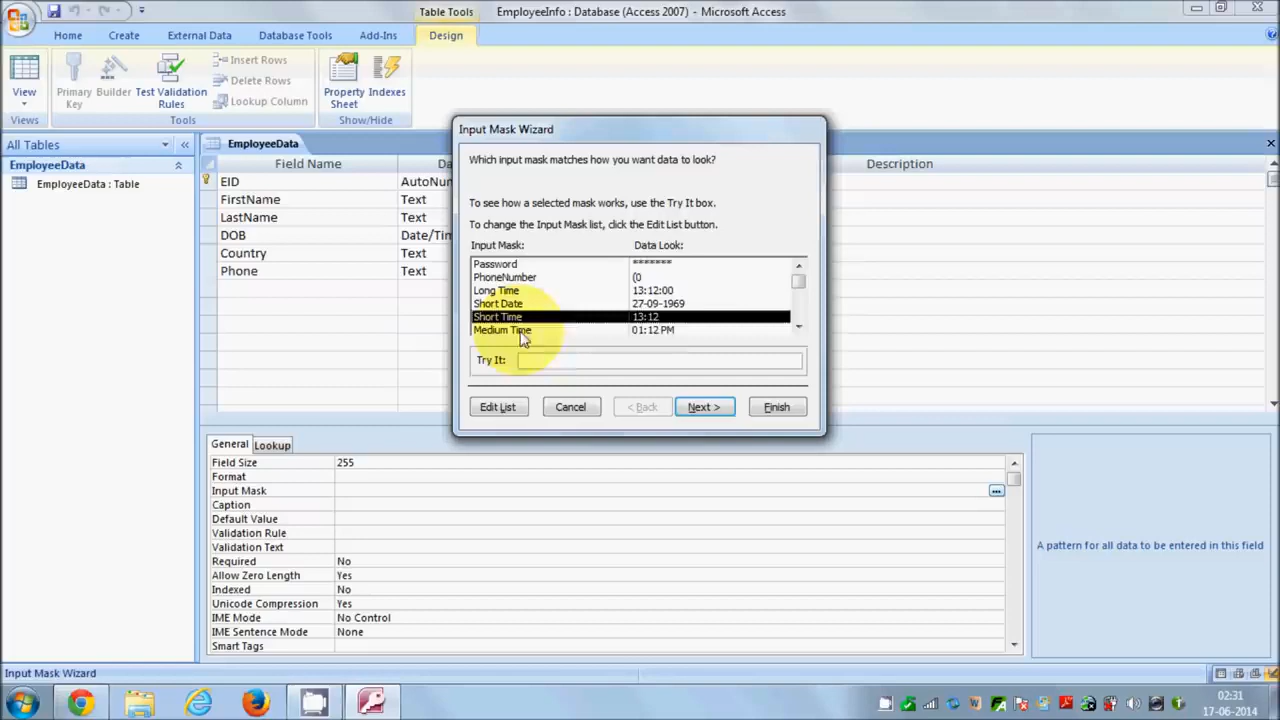 Table Tools
EmployeeInfo : Database (Access 2007) - Microsoft Access
Home
Create
External Data
Database Tools
Add-Ins
Design
View
Primary Key
Builder
Test Validation Rules
Insert Rows
Delete Rows
Lookup Column
Property Sheet
Indexes
Views
Tools
Show/Hide
All Tables
EmployeeData
EmployeeData : Table
EmployeeData
Field Name
Da
Description
EID
AutoNum
FirstName
Text
LastName
Text
DOB
Date/Tim
Country
Text
Phone
Text
Input Mask Wizard
Which input mask matches how you want data to look?
To see how a selected mask works, use the Try It box.
To change the Input Mask list, click the Edit List button.
Input Mask:
Data Look:
Password
*******
PhoneNumber
(0
Long Time
13:12:00
Short Date
27-09-1969
Short Time
13:12
Medium Time
01:12 PM
Try It:
Edit List
Cancel
< Back
Next >
Finish
General
Lookup
Field Size
255
Format
Input Mask
Caption
Default Value
Validation Rule
Validation Text
Required
No
Allow Zero Length
Yes
Indexed
No
Unicode Compression
Yes
IME Mode
No Control
IME Sentence Mode
None
Smart Tags
A pattern for all data to be entered in this field
Input Mask Wizard
02:31
17-06-2014